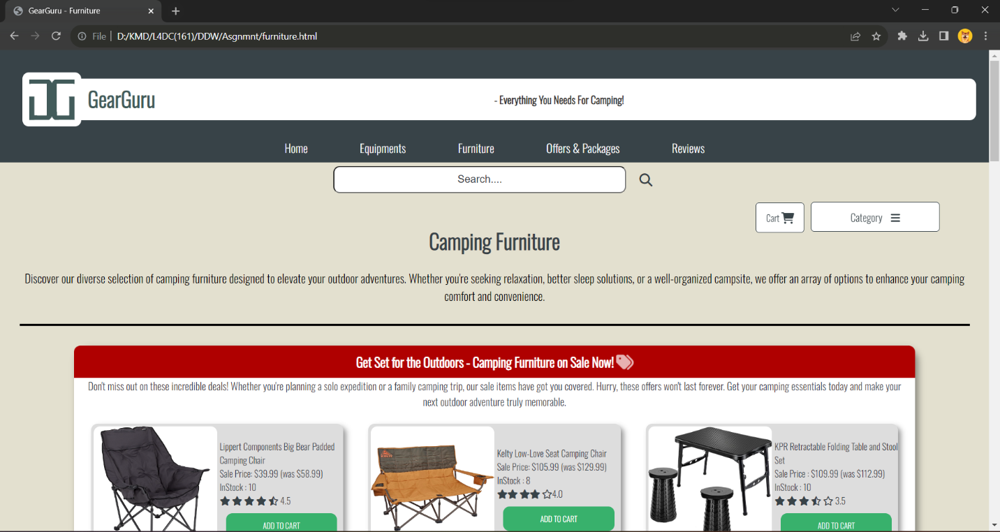 GearGuru - Furniture
File | D:/KMD/L4DC(161)/DDW/Asgnmnt/furniture.html
GearGuru
- Everything You Needs For Camping!
Home Equipments Furniture Offers & Packages Reviews
Search....
Cart
Category
Camping Furniture
Discover our diverse selection of camping furniture designed to elevate your outdoor adventures. Whether you're seeking relaxation, better sleep solutions, or a well-organized campsite, we offer an array of options to enhance your camping
comfort and convenience.
Get Set for the Outdoors - Camping Furniture on Sale Now!
Don't miss out on these incredible deals! Whether you're planning a solo expedition or a family camping trip, our sale items have got you covered. Hurry, these offers won't last forever. Get your camping essentials today and make your
next outdoor adventure truly memorable.
Lippert Components Big Bear Padded
Camping Chair
Sale Price: $39.99 (was $58.99)
InStock : 10
4.5
ADD TO CART
Kelty Low-Love Seat Camping Chair
Sale Price: $105.99 (was $129.99)
InStock : 8
4.0
ADD TO CART
KPR Retractable Folding Table and Stool
Set
Sale Price : $109.99 (was $112.99)
InStock : 10
3.5
ADD TO CART